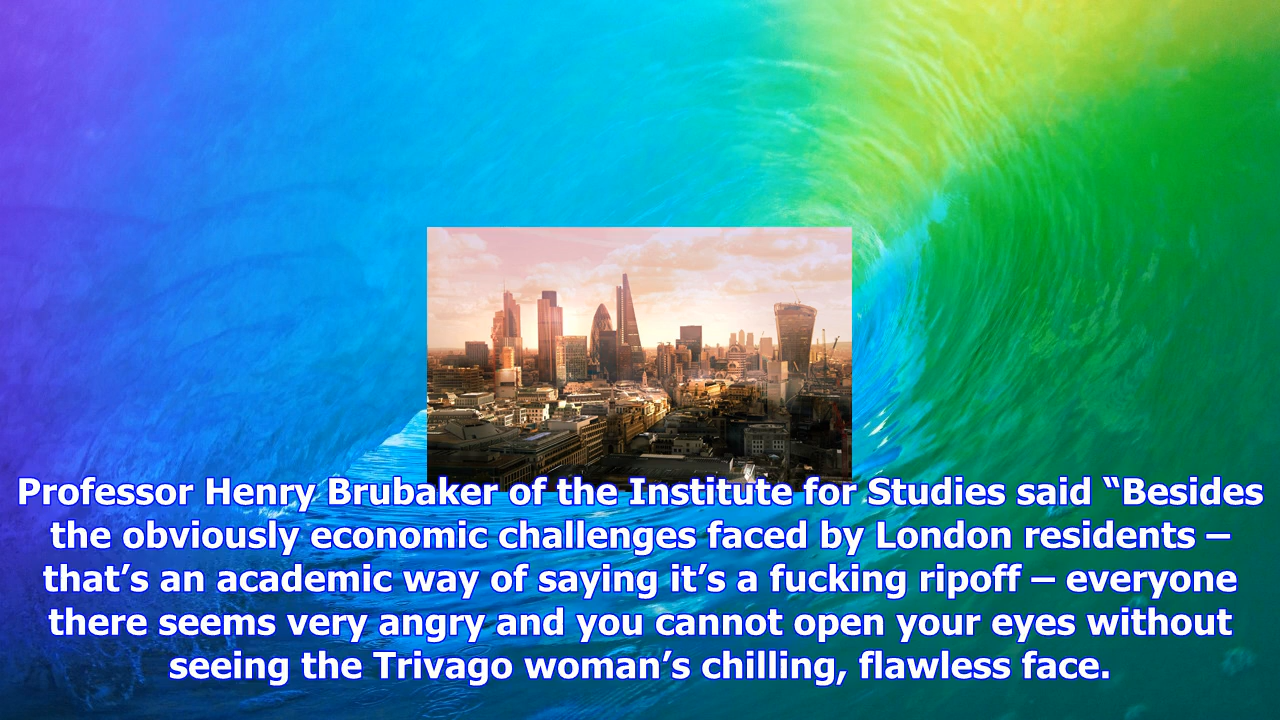 Professor Henry Brubaker of the Institute for Studies said “Besides
the obviously economic challenges faced by London residents –
that’s an academic way of saying it’s a fucking ripoff – everyone
there seems very angry and you cannot open your eyes without
seeing the Trivago woman’s chilling, flawless face.